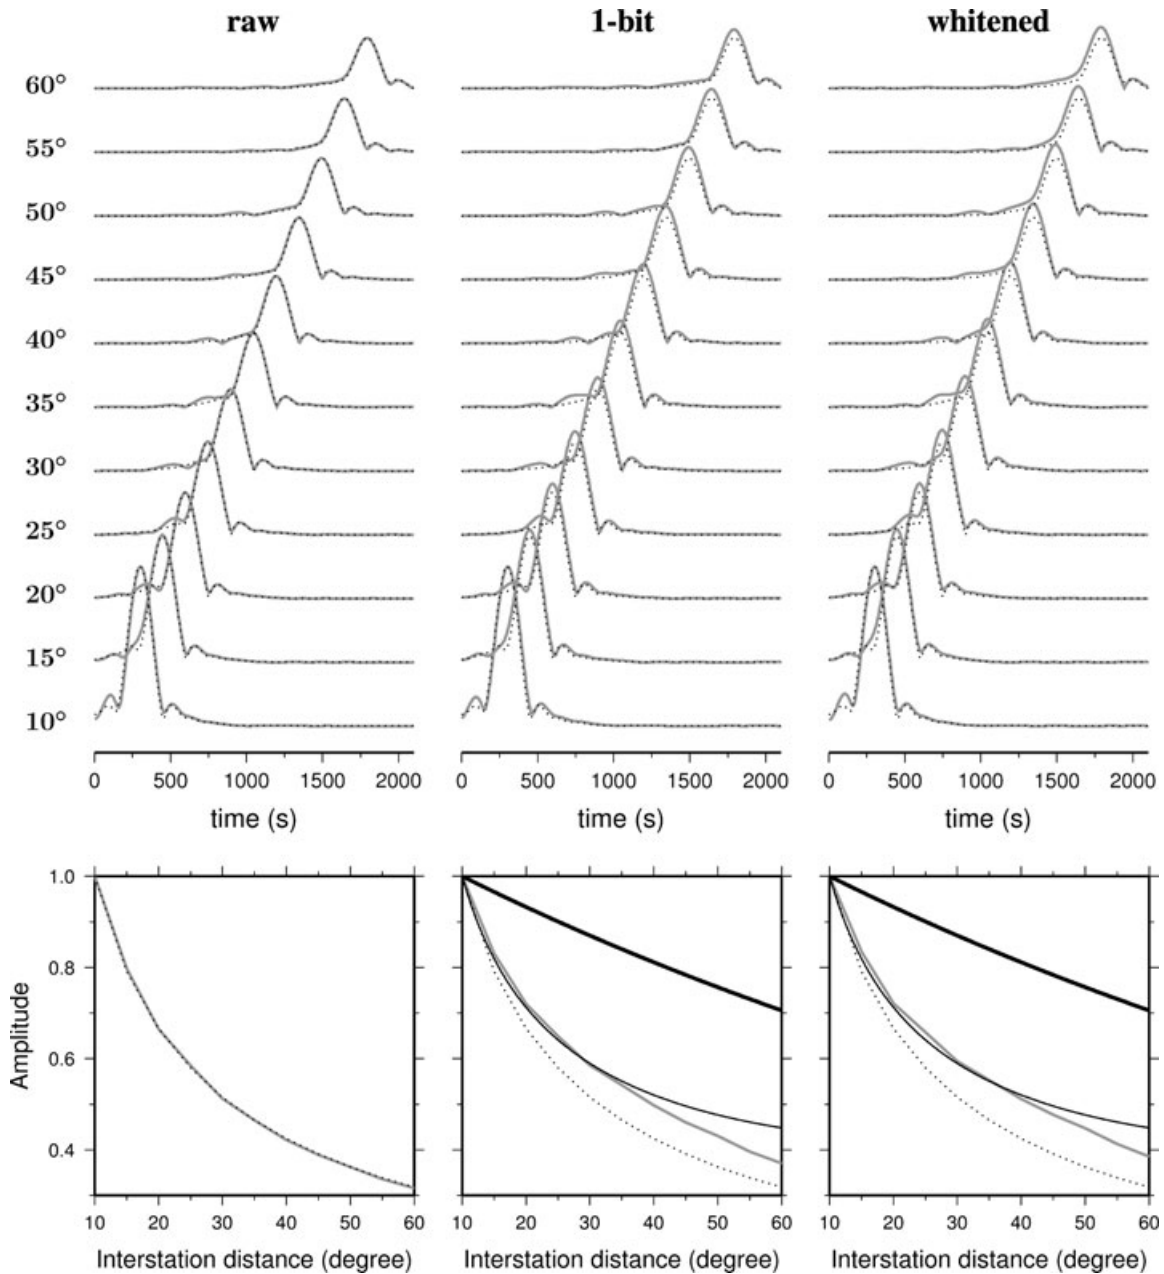 raw 1-bit whitened
60°
55°
50°
45°
40°
35°
30°
25°
20°
15°
10°
0 500 1000 1500 2000 0 500 1000 1500 2000 0 500 1000 1500 2000
time (s) time (s) time (s)
1.0
0.8
0.6
0.4
Amplitude
10 20 30 40 50 60 10 20 30 40 50 60 10 20 30 40 50 60
Interstation distance (degree) Interstation distance (degree) Interstation distance (degree)